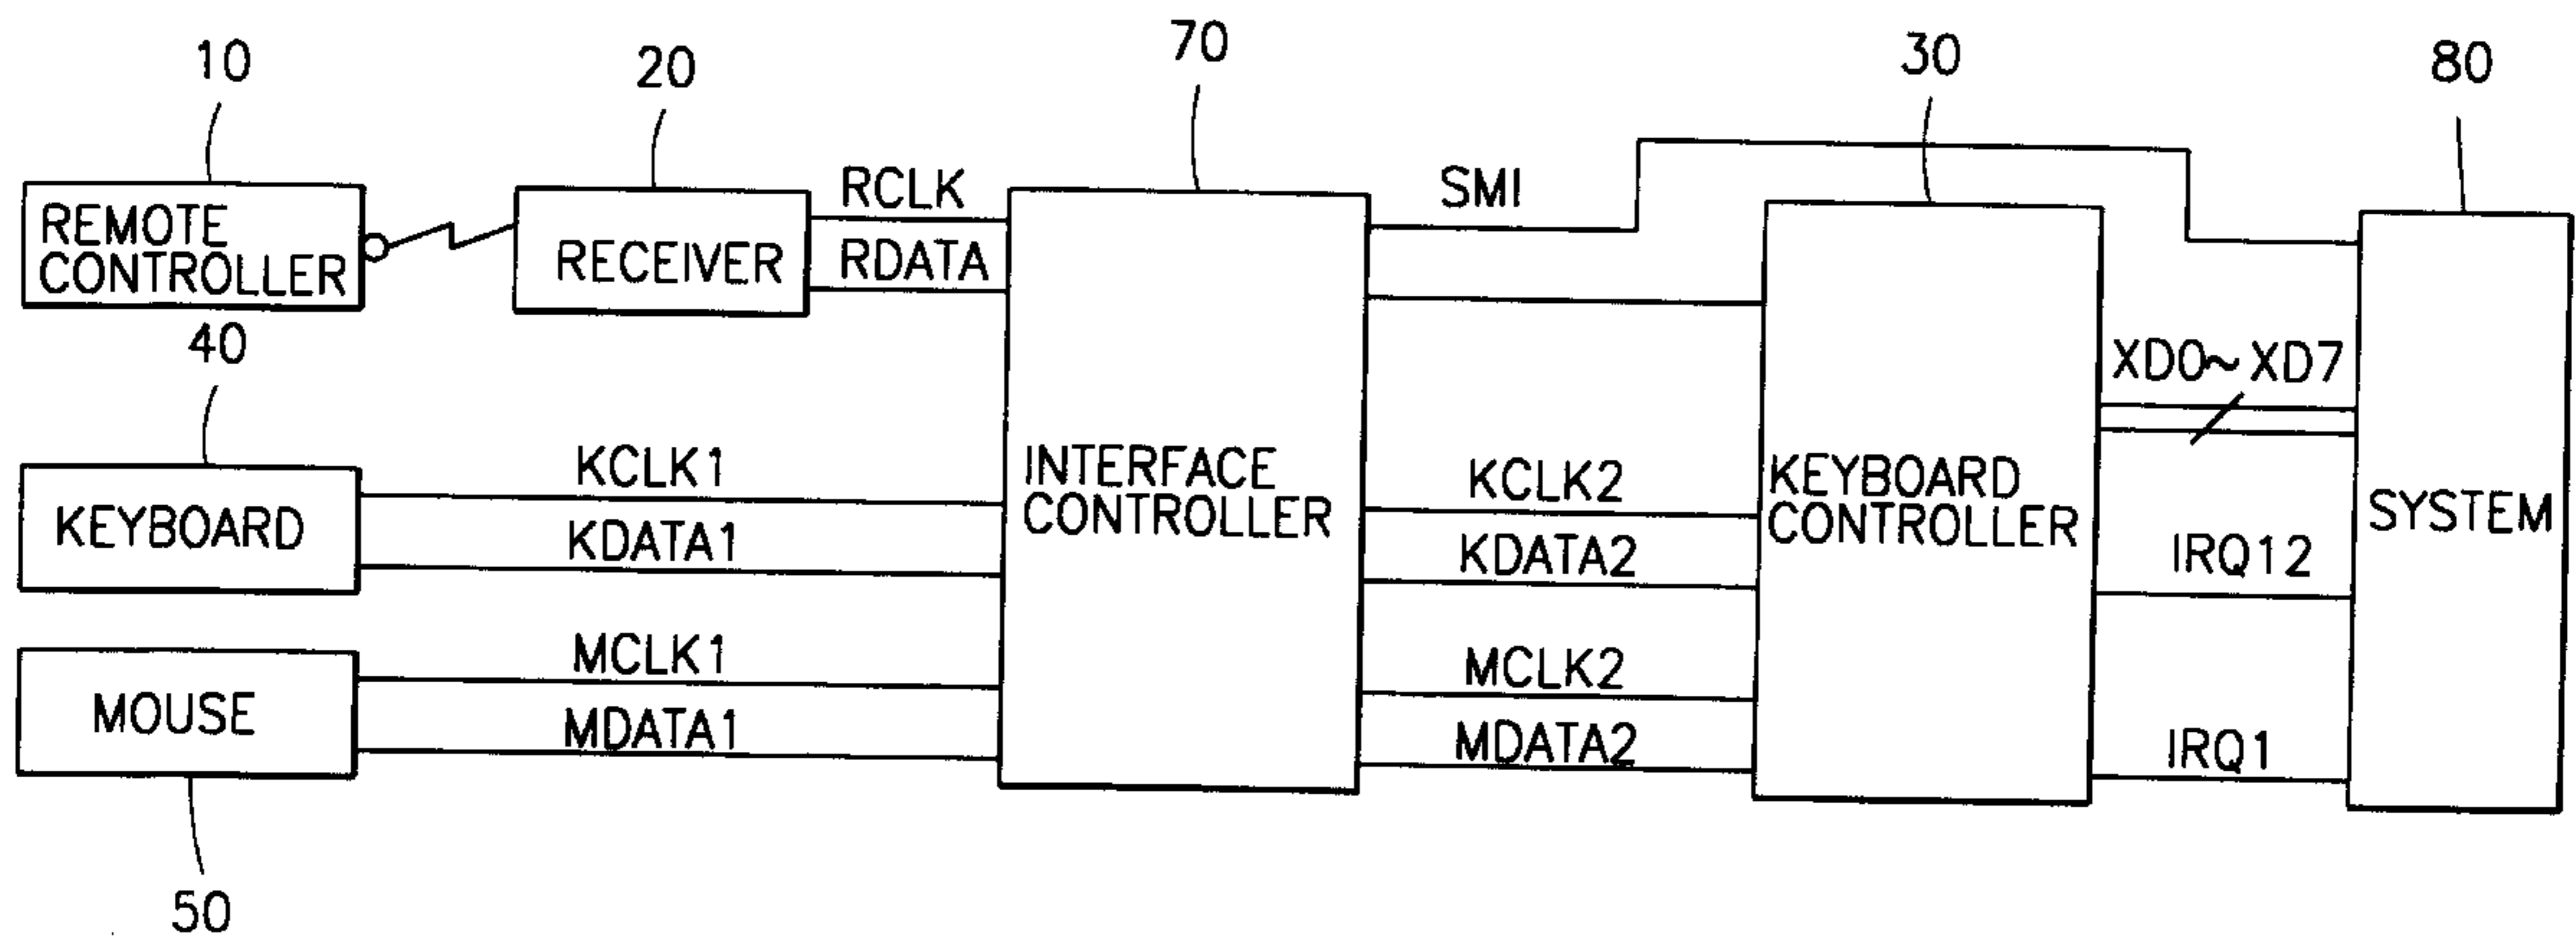 10
20
70
30
80
REMOTE
CONTROLLER
RECEIVER
RCLK
RDATA
SMI
40
KEYBOARD
KCLK1
KDATA1
INTERFACE
CONTROLLER
KCLK2
KDATA2
KEYBOARD
CONTROLLER
XD0~XD7
IRQ12
SYSTEM
MOUSE
MCLK1
MDATA1
MCLK2
MDATA2
IRQ1
50